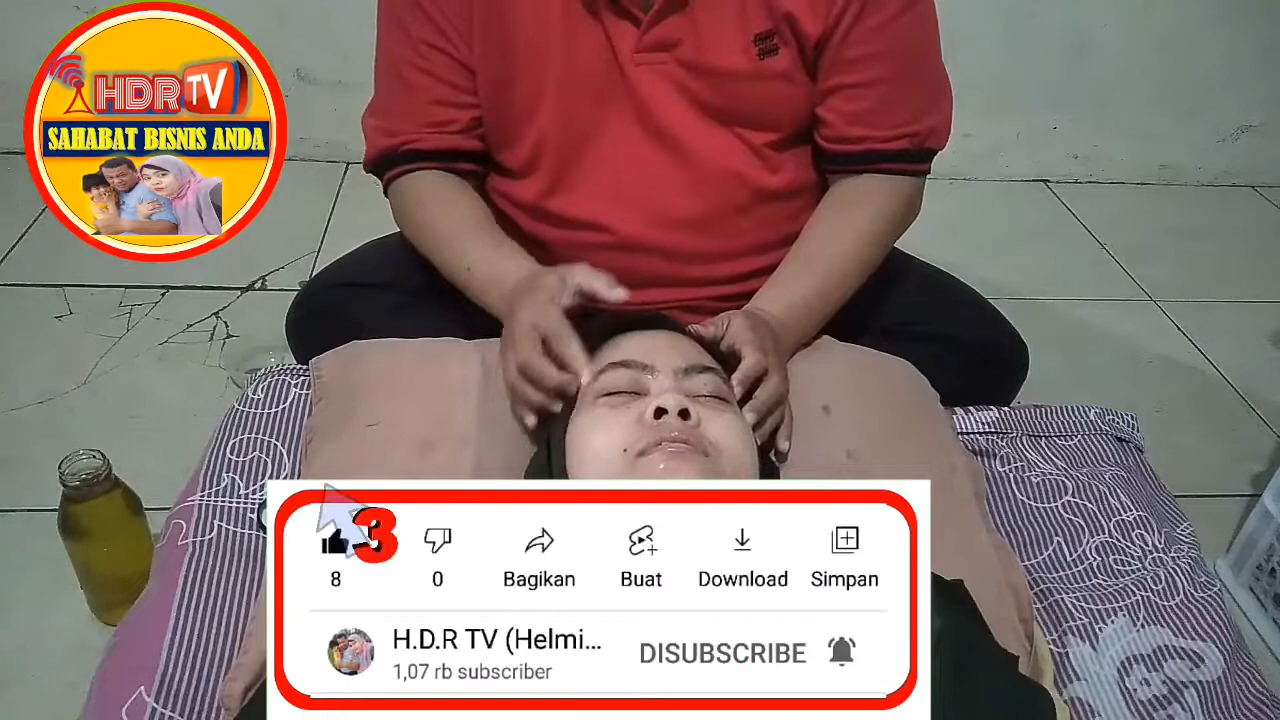 HDR TV
SAHABAT BISNIS ANDA
3
8
0
Bagikan
Buat
Download
Simpan
H.D.R TV (Helmi...
DISUBSCRIBE
1,07 rb subscriber